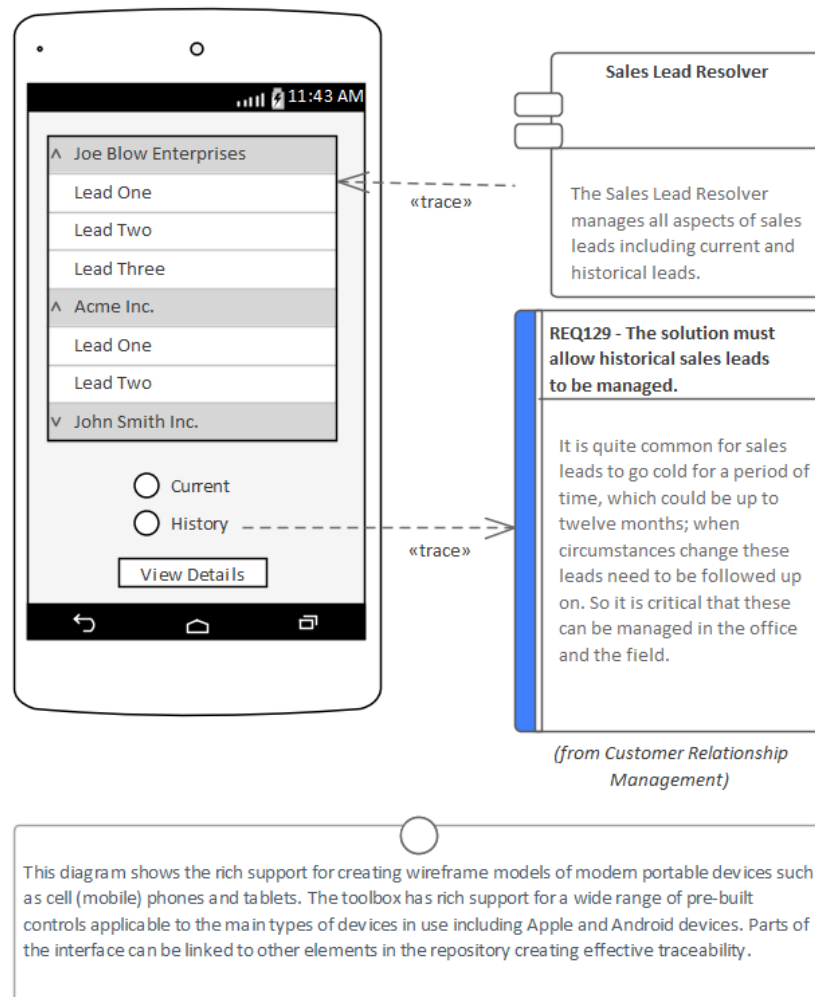 11:43 AM
^ Joe Blow Enterprises
Lead One
Lead Two
Lead Three
^ Acme Inc.
Lead One
Lead Two
v John Smith Inc.
Current
History
View Details
«trace»
«trace»
Sales Lead Resolver
The Sales Lead Resolver
manages all aspects of sales
leads including current and
historical leads.
REQ129 - The solution must
allow historical sales leads
to be managed.
It is quite common for sales
leads to go cold for a period of
time, which could be up to
twelve months; when
circumstances change these
leads need to be followed up
on. So it is critical that these
can be managed in the office
and the field.
(from Customer Relationship
Management)
This diagram shows the rich support for creating wireframe models of modern portable devices such
as cell (mobile) phones and tablets. The toolbox has rich support for a wide range of pre-built
controls applicable to the main types of devices in use including Apple and Android devices. Parts of
the interface can be linked to other elements in the repository creating effective traceability.